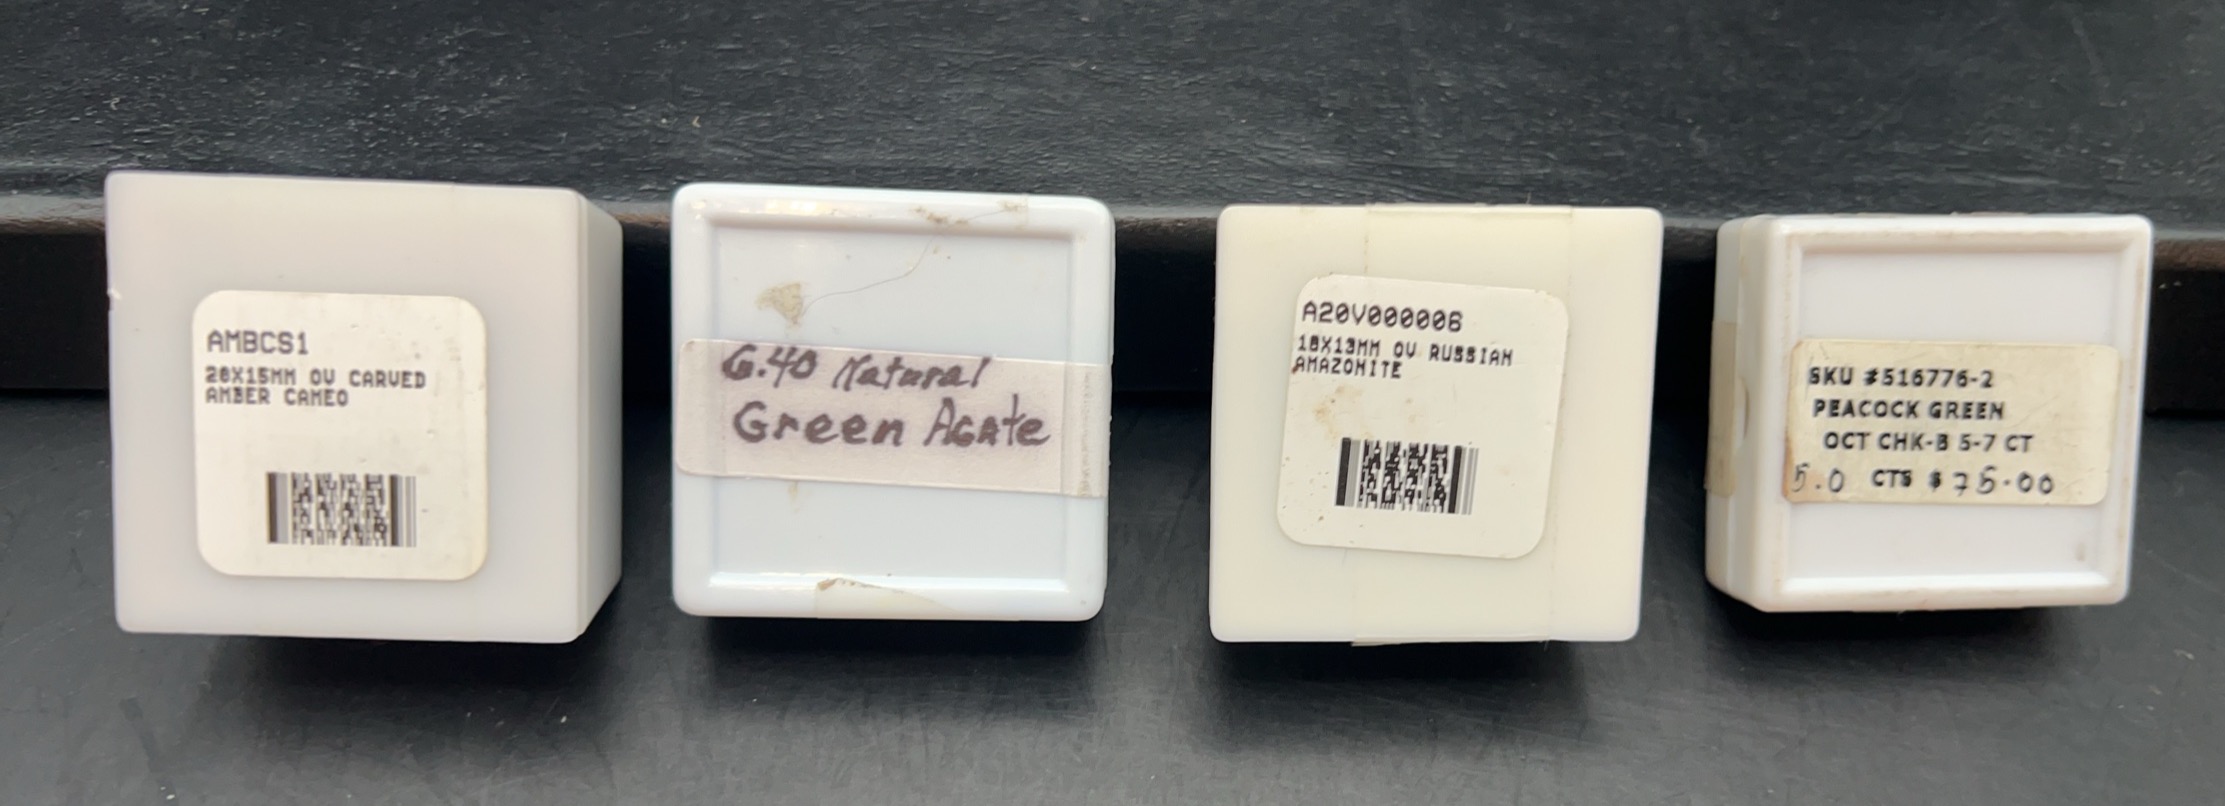 AMBCS1
20X15MM OV CARVED
AMBER CAMEO
6.40 Natural
Green Agate
A20V000006
18X13MM OV RUSSIAN
AMAZONITE
SKU #516776-2
PEACOCK GREEN
OCT CHK-B 5-7 CT
5.0 CTS $ 75.00